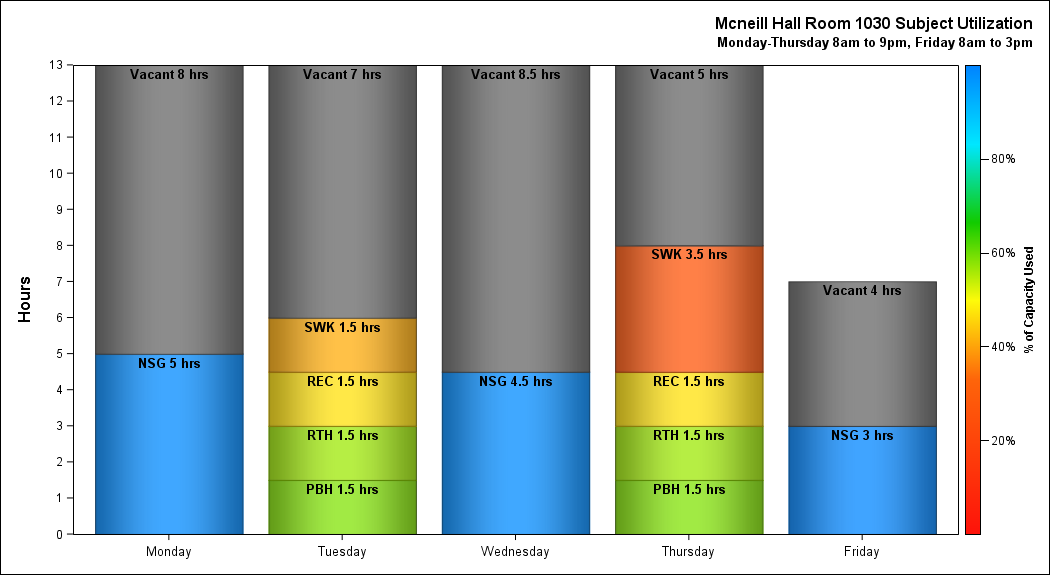 Mcneill Hall Room 1030 Subject Utilization
Monday-Thursday 8am to 9pm, Friday 8am to 3pm
Hours
13
12
11
10
9
8
7
6
5
4
3
2
1
0
Vacant 8 hrs
NSG 5 hrs
Vacant 7 hrs
SWK 1.5 hrs
REC 1.5 hrs
RTH 1.5 hrs
PBH 1.5 hrs
Vacant 8.5 hrs
NSG 4.5 hrs
Vacant 5 hrs
SWK 3.5 hrs
REC 1.5 hrs
RTH 1.5 hrs
PBH 1.5 hrs
Vacant 4 hrs
NSG 3 hrs
Monday Tuesday Wednesday Thursday Friday
80%
60%
40%
20%
% of Capacity Used